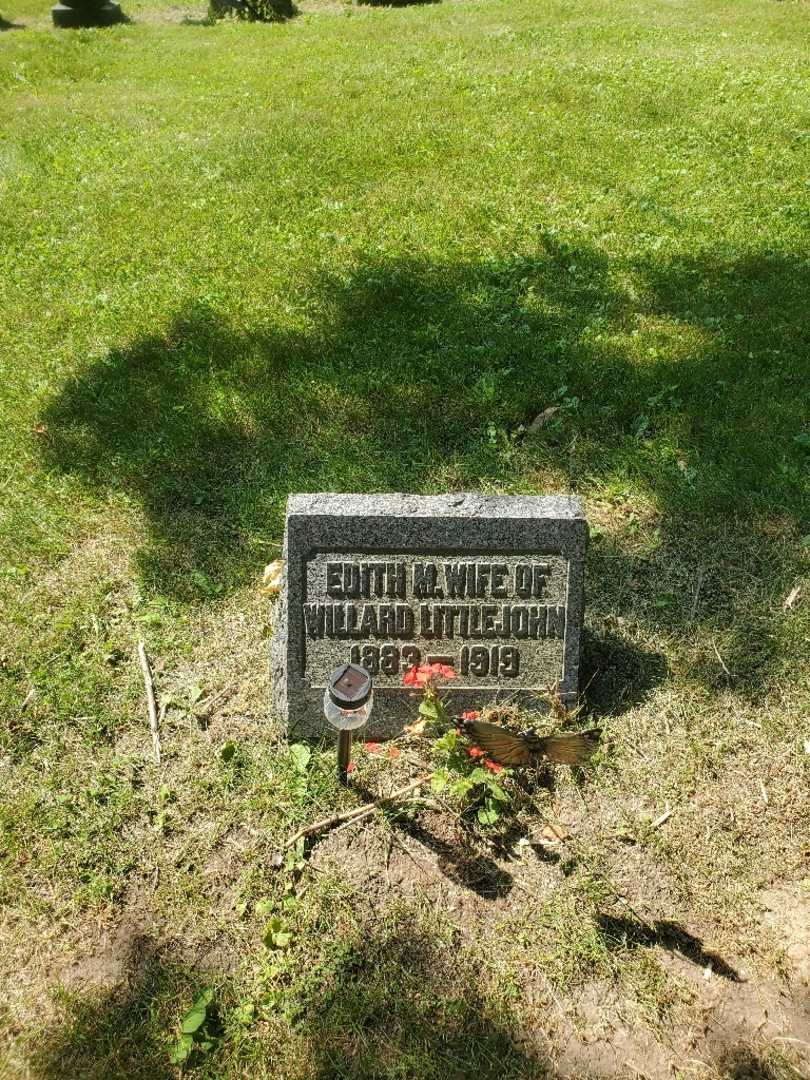 EDITH M. WIFE OF
WILLARD LITTLEJOHN
1883 — 1919